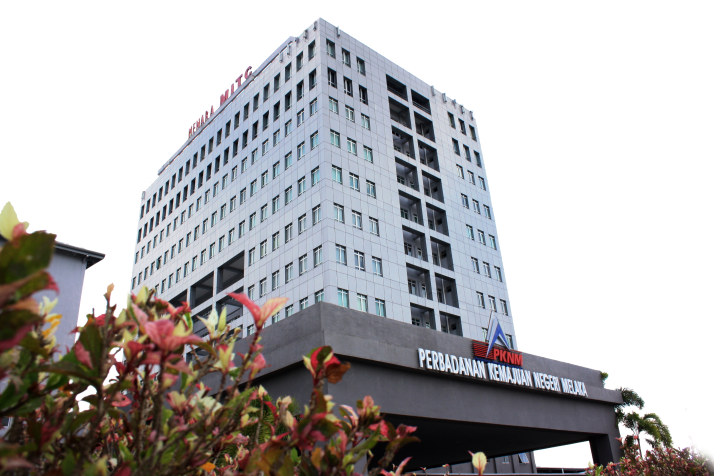 MENARA MITC
PKNM
PERBADANAN KEMAJUAN NEGERI MELAKA